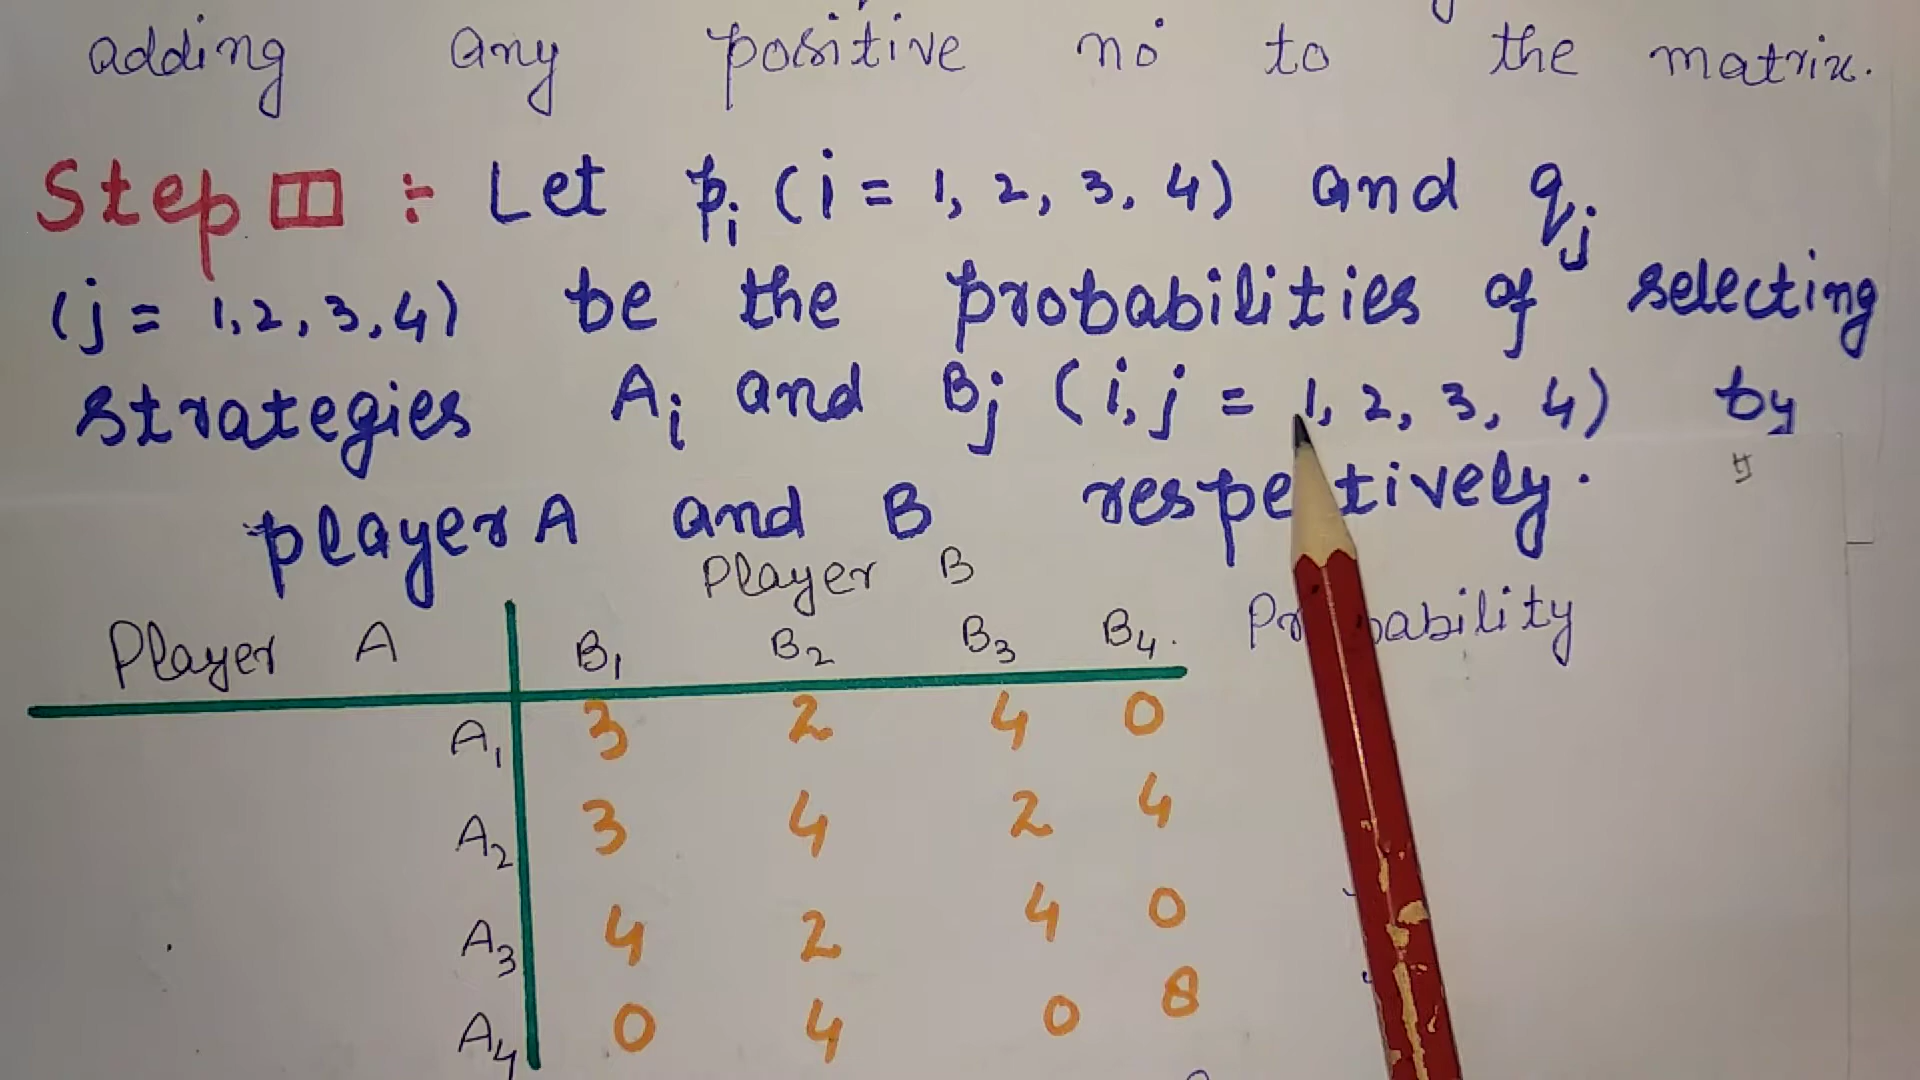 adding any positive no to the matrix.
Step II :- Let pi (i = 1, 2, 3, 4) and qj
(j = 1, 2, 3, 4) be the probabilities of selecting
strategies Ai and Bj (i, j = 1, 2, 3, 4) by
player A and B respectively.
Player B
Player A B1 B2 B3 B4. Probability
A1 3 2 4 0
A2 3 4 2 4
A3 4 2 4 0
A4 0 4 0 8